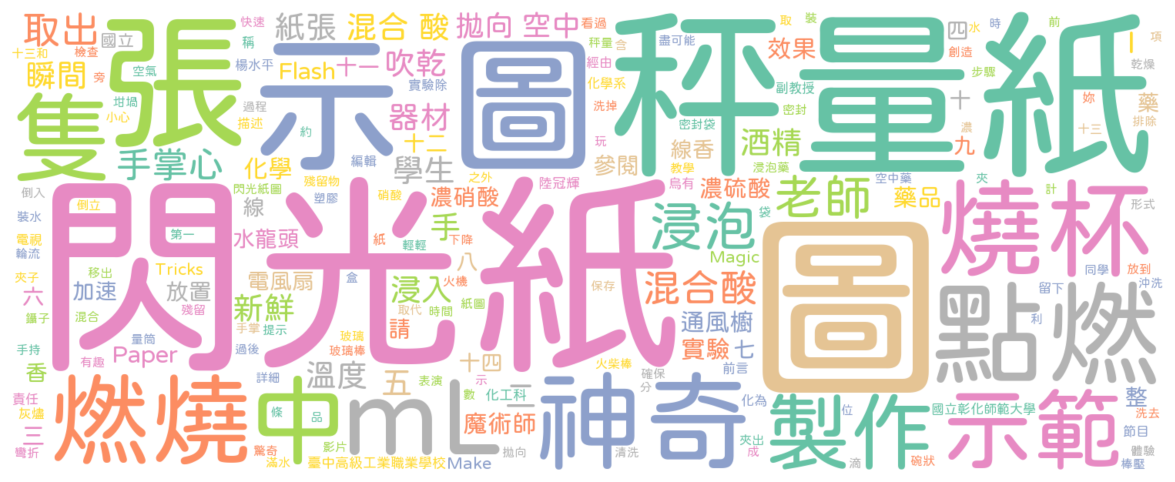 取出 十三和 國立 紙張 混合 酸 拋向 空中 看過 四 水 時 取 裝 前
快速 稱 檢查 旁 空氣 楊水平 Flash 十一 吹乾 秤量 含 盡可能 效果 創造 I 項
瞬間 坩堝 小心 過程 描述 實驗除 器材 經由 化學系 副教授 步驟 乾燥
隻 張 示 圖 秤 量 紙
手掌心 約 化學 編輯 十二 學生 洗掉 密封袋 密封 十 藥 妳 排除
參閱 線香 玩 酒精 浸泡藥 濃 九 十三
倒入 倒立 殘留物 閃光紙圖 塑膠 之外 硝酸 濃硝酸 陸冠輝 烏有 教學 空中藥 夾 計
裝水 電視 輪流 第一 線 紙 輕輕 手 下降 濃硫酸 老師 藥品 袋 形式
閃光紙 浸泡 圖 燒杯
夾子 移出 Tricks 水龍頭 電風扇 八 火柴 Magic 同學 放到 沖洗
六 加速 放置 殘留 新鮮 浸入 紙圖 保存 混合酸 留下
鑷子 混合 手掌 提示 取代 時間 盒 通風櫥 利 點燃
手持 量筒 過後 玻璃 玻璃棒 請 實驗 七
香 有趣 Paper 詳細 溫度 五 十四 火柴棒 前言
責任 表演 示 確保 分
三 灰燼 燃燒 中 mL 二 神奇 製作 示範 整
條 數 化工科 化為 位 國立彰化師範大學 洗去
彎折 驚奇 品 影片 魔術師 夾出 成 節目 體驗
滿水 臺中高級工業職業學校 Make 拋向 清洗 滴 碗狀 棒壓